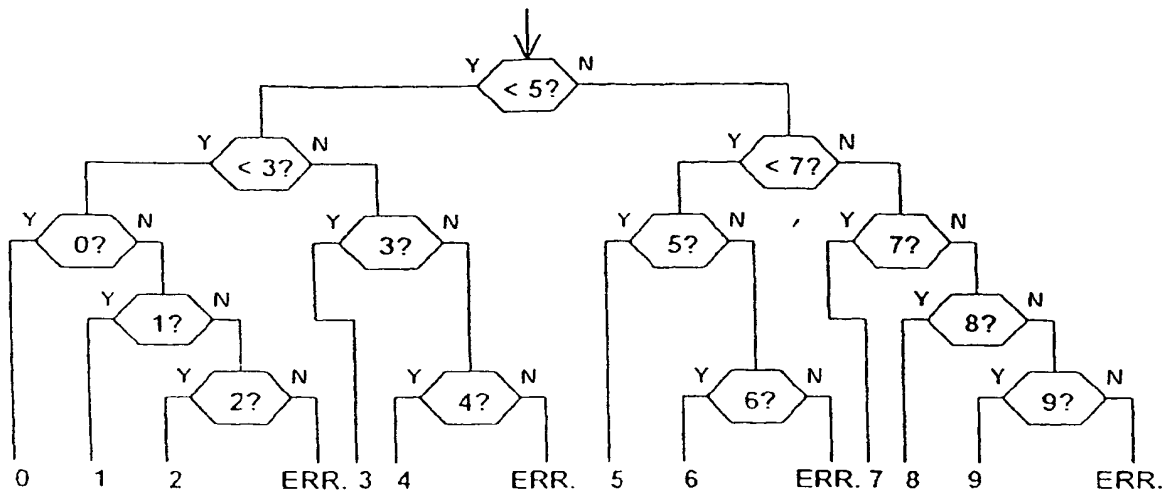 Y < 5? N
Y < 3? N Y < 7? N
Y 0? N Y 3? N Y 5? N Y 7? N
Y 1? N Y 8? N
Y 2? N Y 4? N Y 6? N Y 9? N
0 1 2 ERR. 3 4 ERR. 5 6 ERR. 7 8 9 ERR.